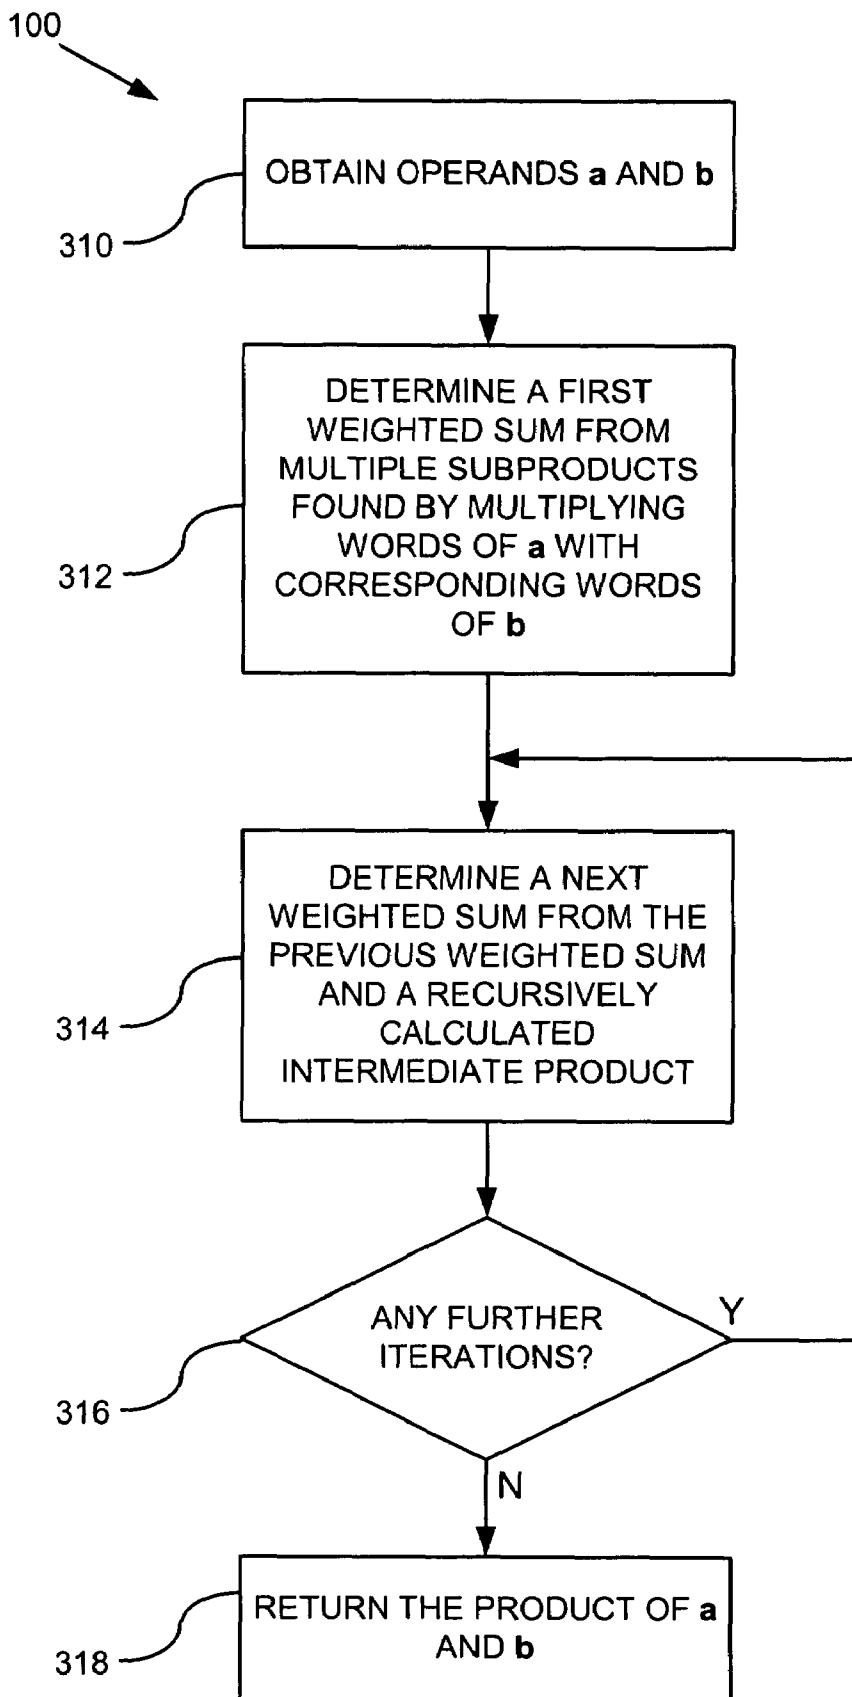 100
OBTAIN OPERANDS a AND b
310
DETERMINE A FIRST
WEIGHTED SUM FROM
MULTIPLE SUBPRODUCTS
FOUND BY MULTIPLYING
WORDS OF a WITH
CORRESPONDING WORDS
OF b
312
DETERMINE A NEXT
WEIGHTED SUM FROM THE
PREVIOUS WEIGHTED SUM
AND A RECURSIVELY
CALCULATED
INTERMEDIATE PRODUCT
314
ANY FURTHER
ITERATIONS?
Y
316
N
RETURN THE PRODUCT OF a
AND b
318